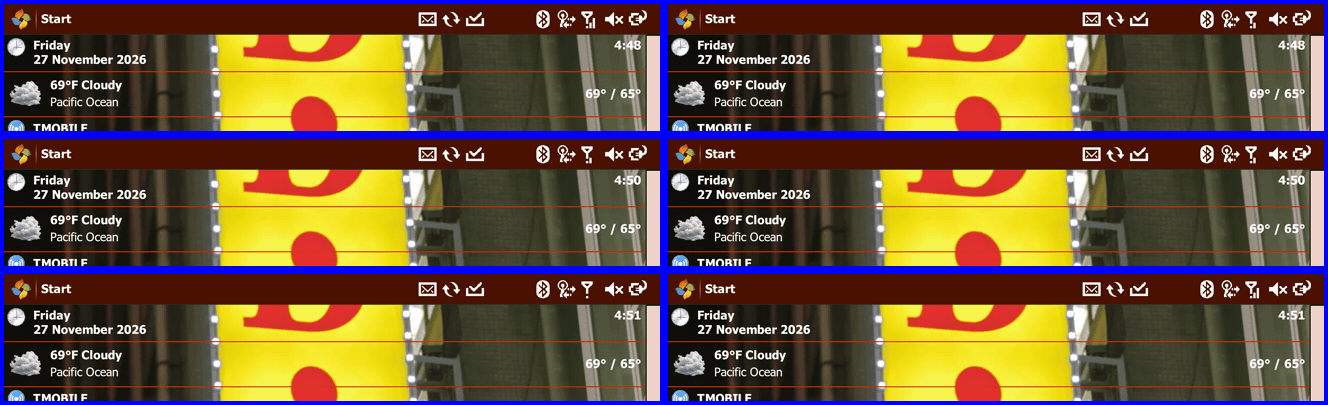 Start
Friday 4:48
27 November 2026
69°F Cloudy
69° / 65°
Pacific Ocean
TMOBILE
Start
Friday 4:48
27 November 2026
69°F Cloudy
69° / 65°
Pacific Ocean
TMOBILE
Start
Friday 4:50
27 November 2026
69°F Cloudy
69° / 65°
Pacific Ocean
TMOBILE
Start
Friday 4:50
27 November 2026
69°F Cloudy
69° / 65°
Pacific Ocean
TMOBILE
Start
Friday 4:51
27 November 2026
69°F Cloudy
69° / 65°
Pacific Ocean
TMOBILE
Start
Friday 4:51
27 November 2026
69°F Cloudy
69° / 65°
Pacific Ocean
TMOBILE